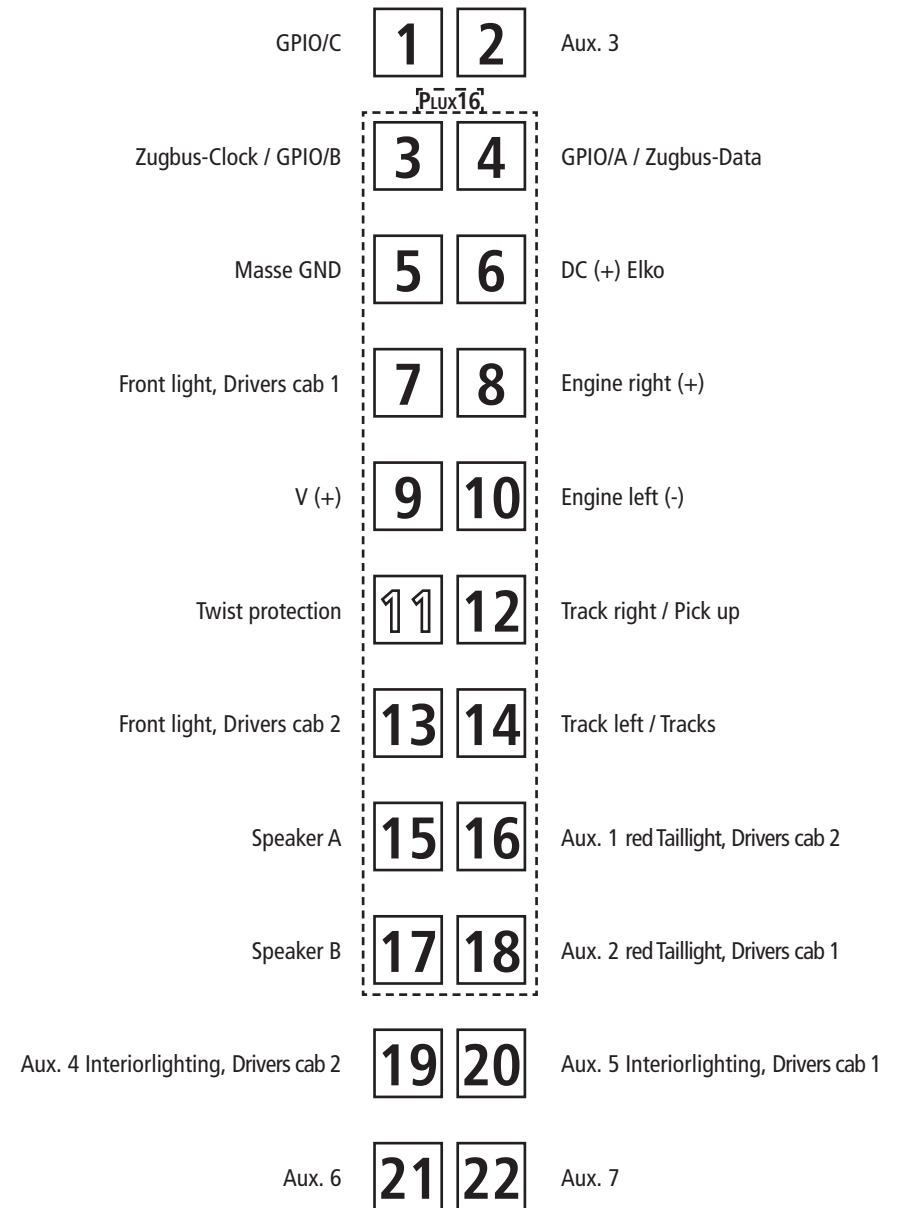 GPIO/C 1 2 Aux. 3
PLUX16
Zugbus-Clock / GPIO/B 3 4 GPIO/A / Zugbus-Data
Masse GND 5 6 DC (+) Elko
Front light, Drivers cab 1 7 8 Engine right (+)
V (+) 9 10 Engine left (-)
Twist protection 11 12 Track right / Pick up
Front light, Drivers cab 2 13 14 Track left / Tracks
Speaker A 15 16 Aux. 1 red Taillight, Drivers cab 2
Speaker B 17 18 Aux. 2 red Taillight, Drivers cab 1
Aux. 4 Interiorlighting, Drivers cab 2 19 20 Aux. 5 Interiorlighting, Drivers cab 1
Aux. 6 21 22 Aux. 7